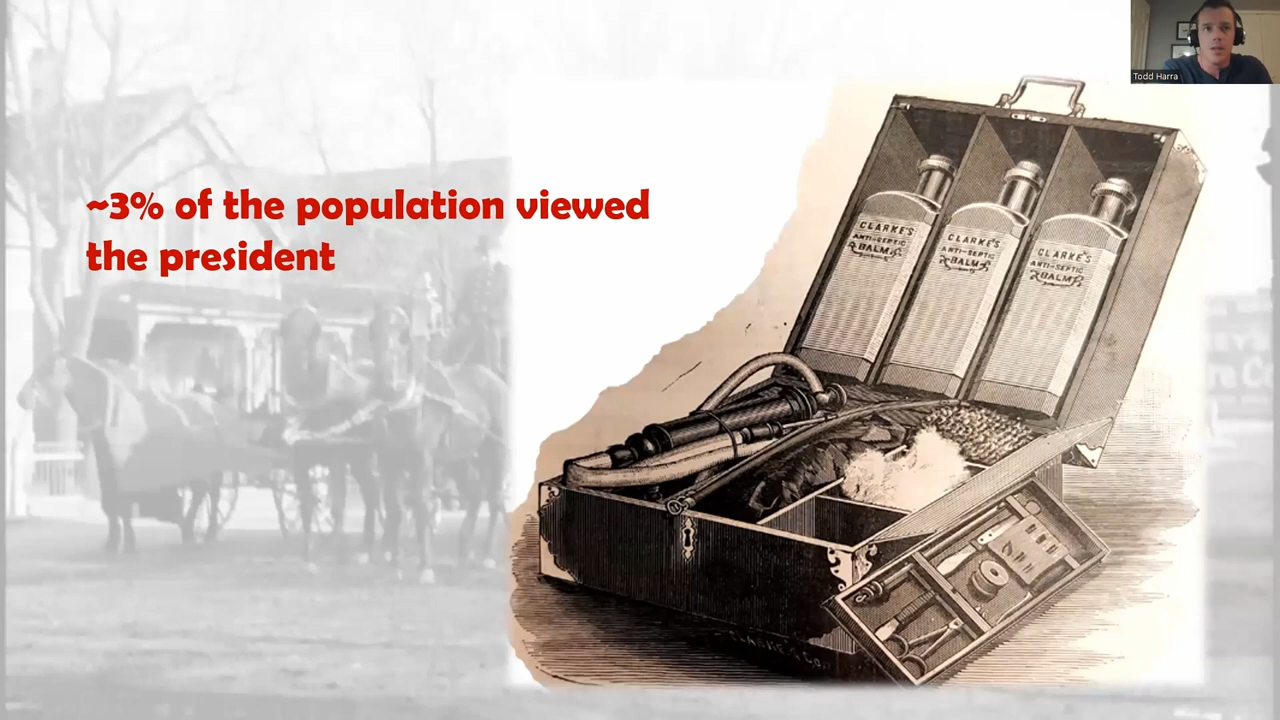 Todd Harra
~3% of the population viewed
the president
CLARKE'S
ANTI-SEPTIC
BALM
CLARKE'S
ANTI-SEPTIC
BALM
CLARKE'S
ANTI-SEPTIC
BALM